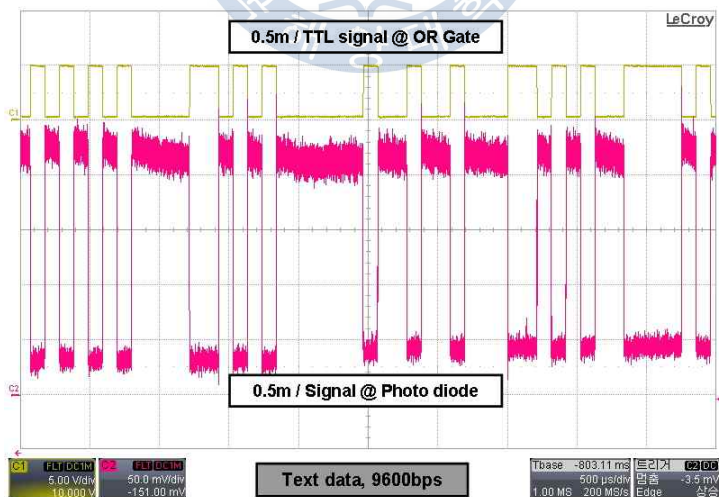 LeCroy
0.5m / TTL signal @ OR Gate
C1
C2
0.5m / Signal @ Photo diode
C1 FLT DC1M
5.00 V/div
10.000 V
C2 FLT DC1M
50.0 mV/div
-151.00 mV
Text data, 9600bps
Tbase -803.11 ms
500 µs/div
1.00 MS 200 MS/s
트리거 C2 DC
멈춤 -3.5 mV
Edge 상승